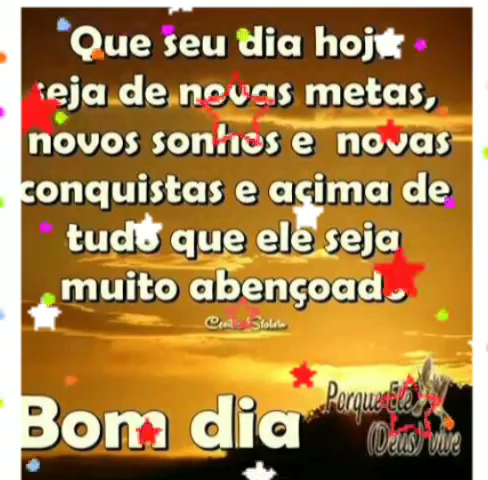 Que seu dia hoje
seja de novas metas,
novos sonhos e novas
conquistas e acima de
tudo que ele seja
muito abençoado
Bom dia
Porque Ele
(Deus) vive